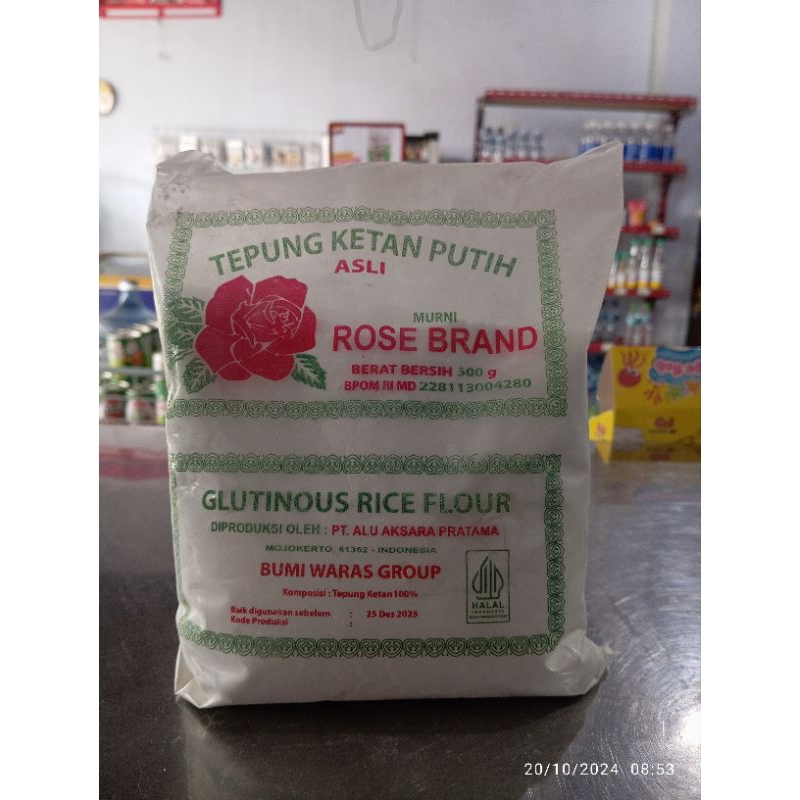 TEPUNG KETAN PUTIH
ASLI
MURNI
ROSE BRAND
BERAT BERSIH 500 g
BPOM RI MD 228113004280
GLUTINOUS RICE FLOUR
DIPRODUKSI OLEH : PT. ALU AKSARA PRATAMA
MOJOKERTO, 61352 - INDONESIA
BUMI WARAS GROUP
Komposisi : Tepung Ketan 100%
Baik digunakan sebelum : 25 Des 2025
Kode Produksi :
HALAL
INDONESIA
20/10/2024 08:53